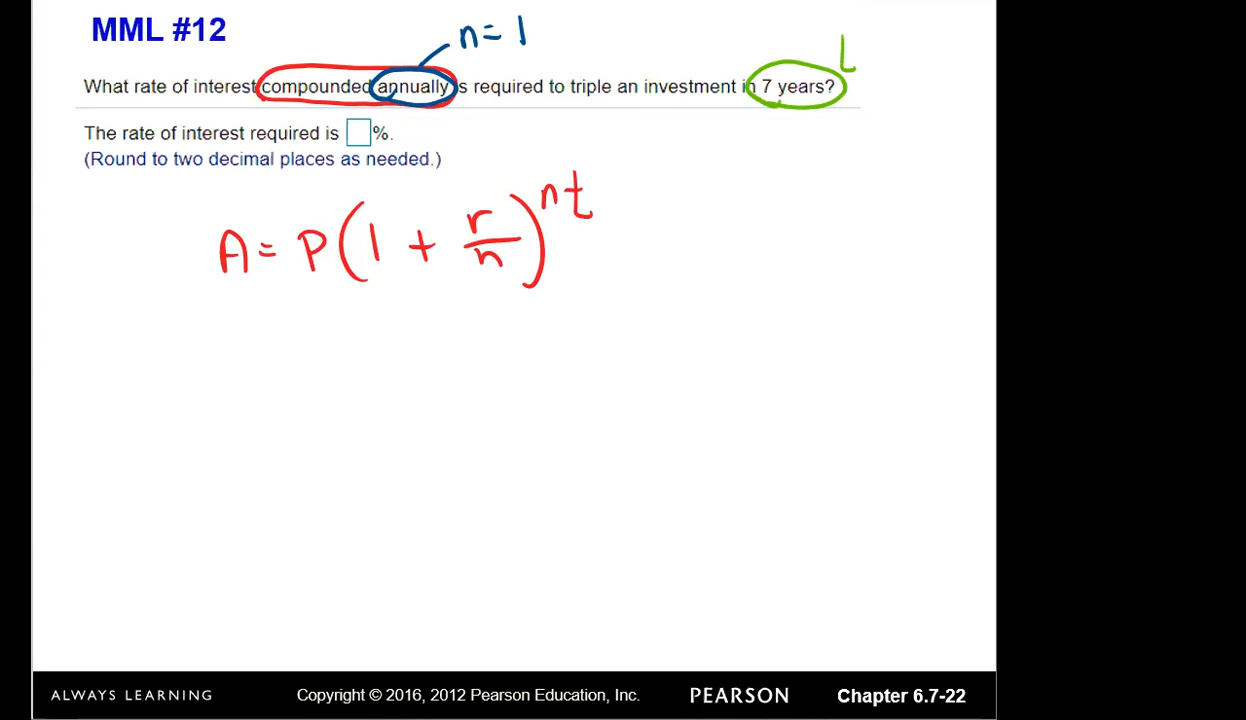 MML #12
n = 1
What rate of interest compounded annually is required to triple an investment in 7 years?
The rate of interest required is %.
(Round to two decimal places as needed.)
A = P(1 + r/n)^nt
ALWAYS LEARNING Copyright © 2016, 2012 Pearson Education, Inc. PEARSON Chapter 6.7-22